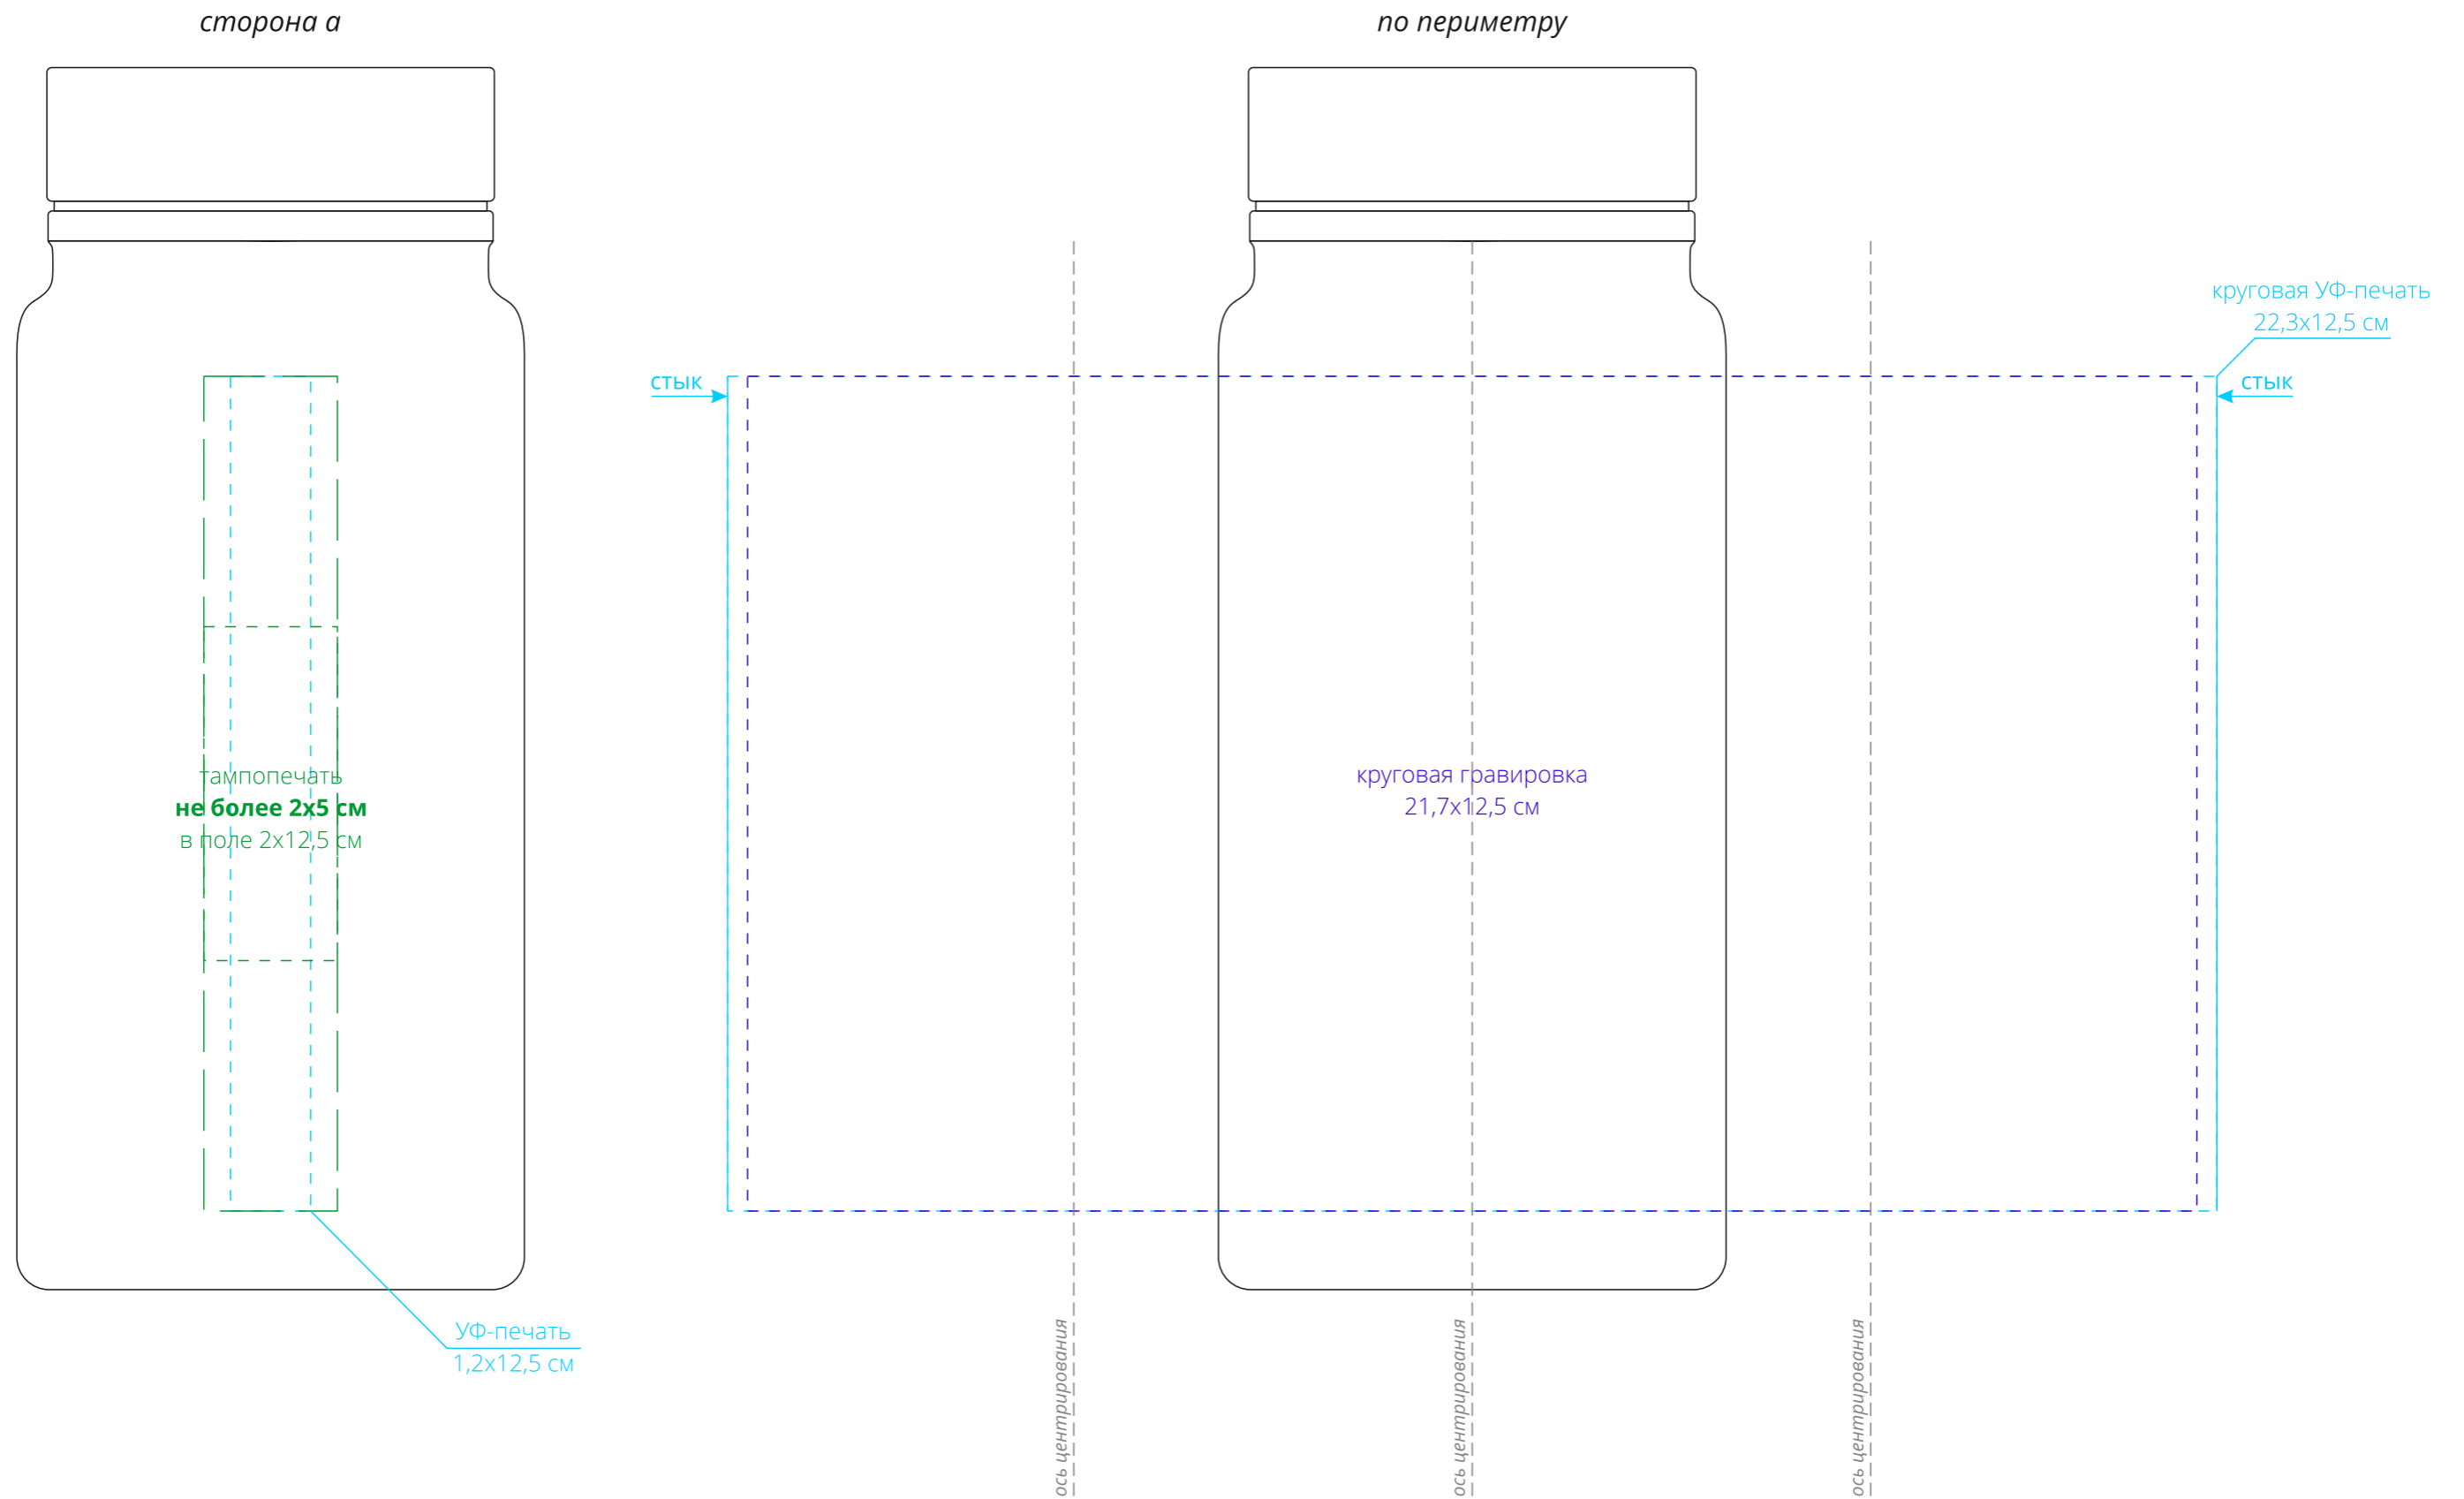 сторона а
по периметру
круговая УФ-печать
22,3х12,5 см
стык
стык
тампопечать
не более 2х5 см
в поле 2х12,5 см
круговая гравировка
21,7х12,5 см
УФ-печать
1,2х12,5 см
ось центрирования
ось центрирования
ось центрирования